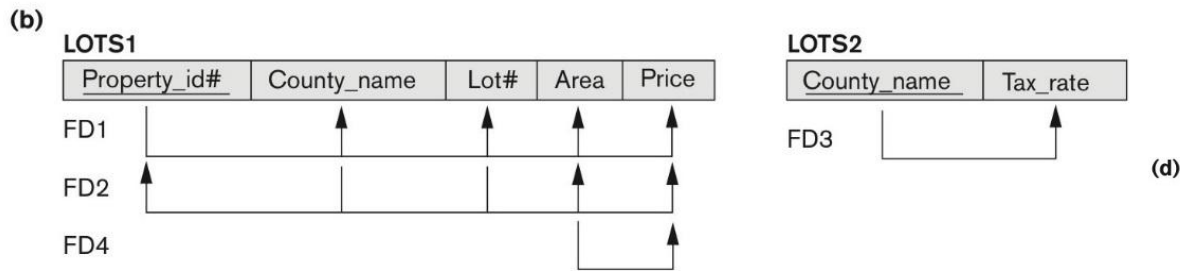 (b)
LOTS1
Property_id# County_name Lot# Area Price
FD1
FD2
FD4
LOTS2
County_name Tax_rate
FD3
(d)